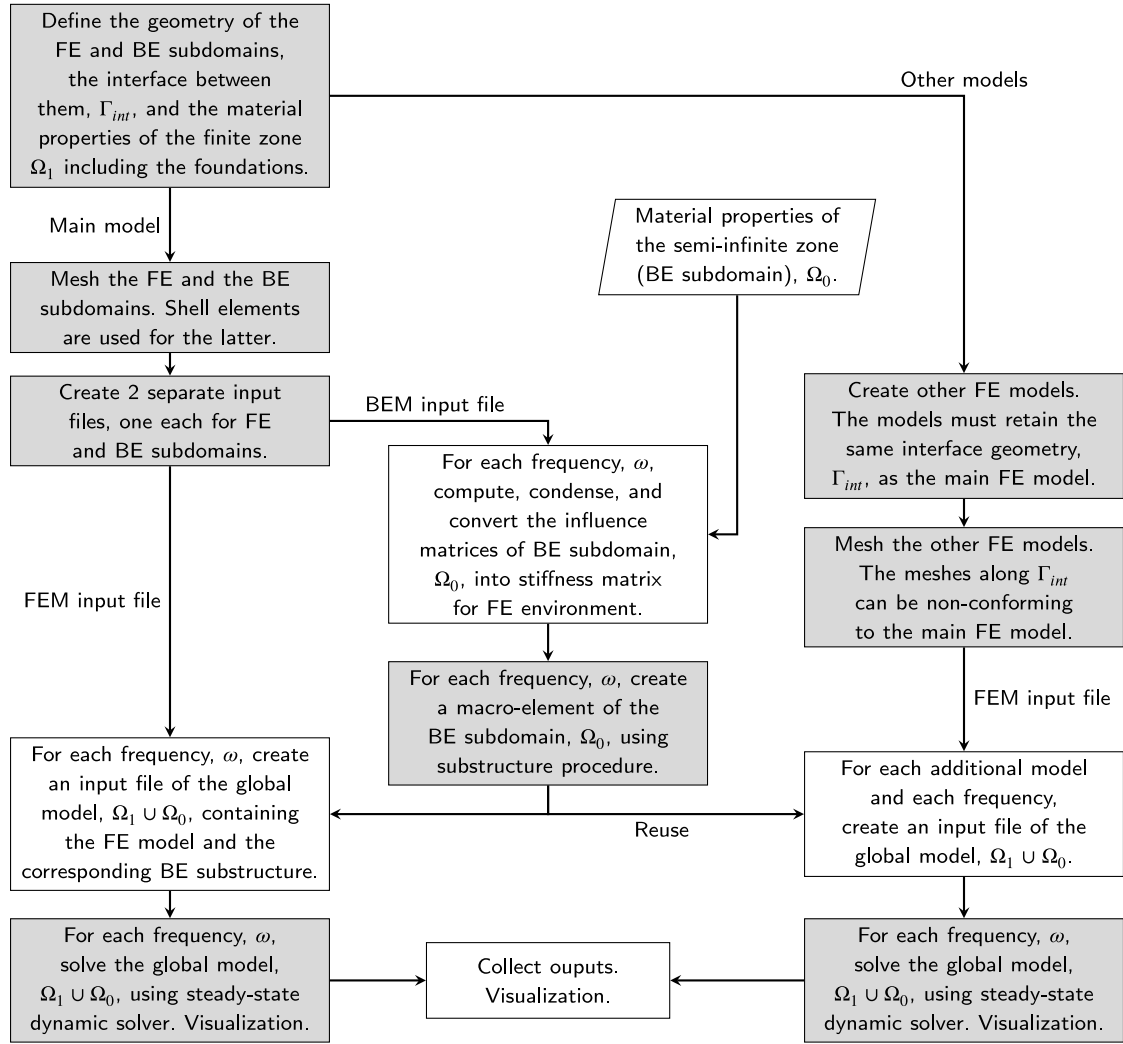 Define the geometry of the
FE and BE subdomains,
the interface between
them, Γint, and the material
properties of the finite zone
Ω1 including the foundations.
Other models
Main model
Material properties of
the semi-infinite zone
(BE subdomain), Ω0.
Mesh the FE and the BE
subdomains. Shell elements
are used for the latter.
Create 2 separate input
files, one each for FE
and BE subdomains.
BEM input file
Create other FE models.
The models must retain the
same interface geometry,
Γint, as the main FE model.
For each frequency, ω,
compute, condense, and
convert the influence
matrices of BE subdomain,
Ω0, into stiffness matrix
for FE environment.
Mesh the other FE models.
The meshes along Γint
can be non-conforming
to the main FE model.
FEM input file
For each frequency, ω, create
a macro-element of the
BE subdomain, Ω0, using
substructure procedure.
FEM input file
For each frequency, ω, create
an input file of the global
model, Ω1 ∪ Ω0, containing
the FE model and the
corresponding BE substructure.
Reuse
For each additional model
and each frequency,
create an input file of the
global model, Ω1 ∪ Ω0.
For each frequency, ω,
solve the global model,
Ω1 ∪ Ω0, using steady-state
dynamic solver. Visualization.
Collect ouputs.
Visualization.
For each frequency, ω,
solve the global model,
Ω1 ∪ Ω0, using steady-state
dynamic solver. Visualization.